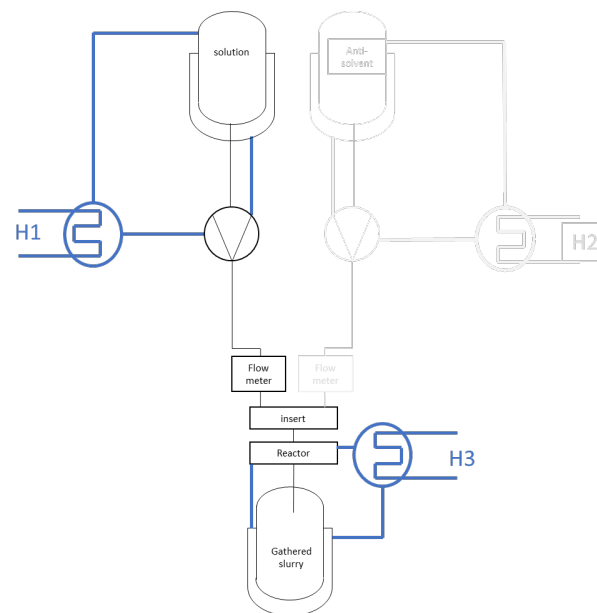 solution
Anti-
solvent
H1
H2
Flow
meter
Flow
meter
insert
Reactor
H3
Gathered
slurry